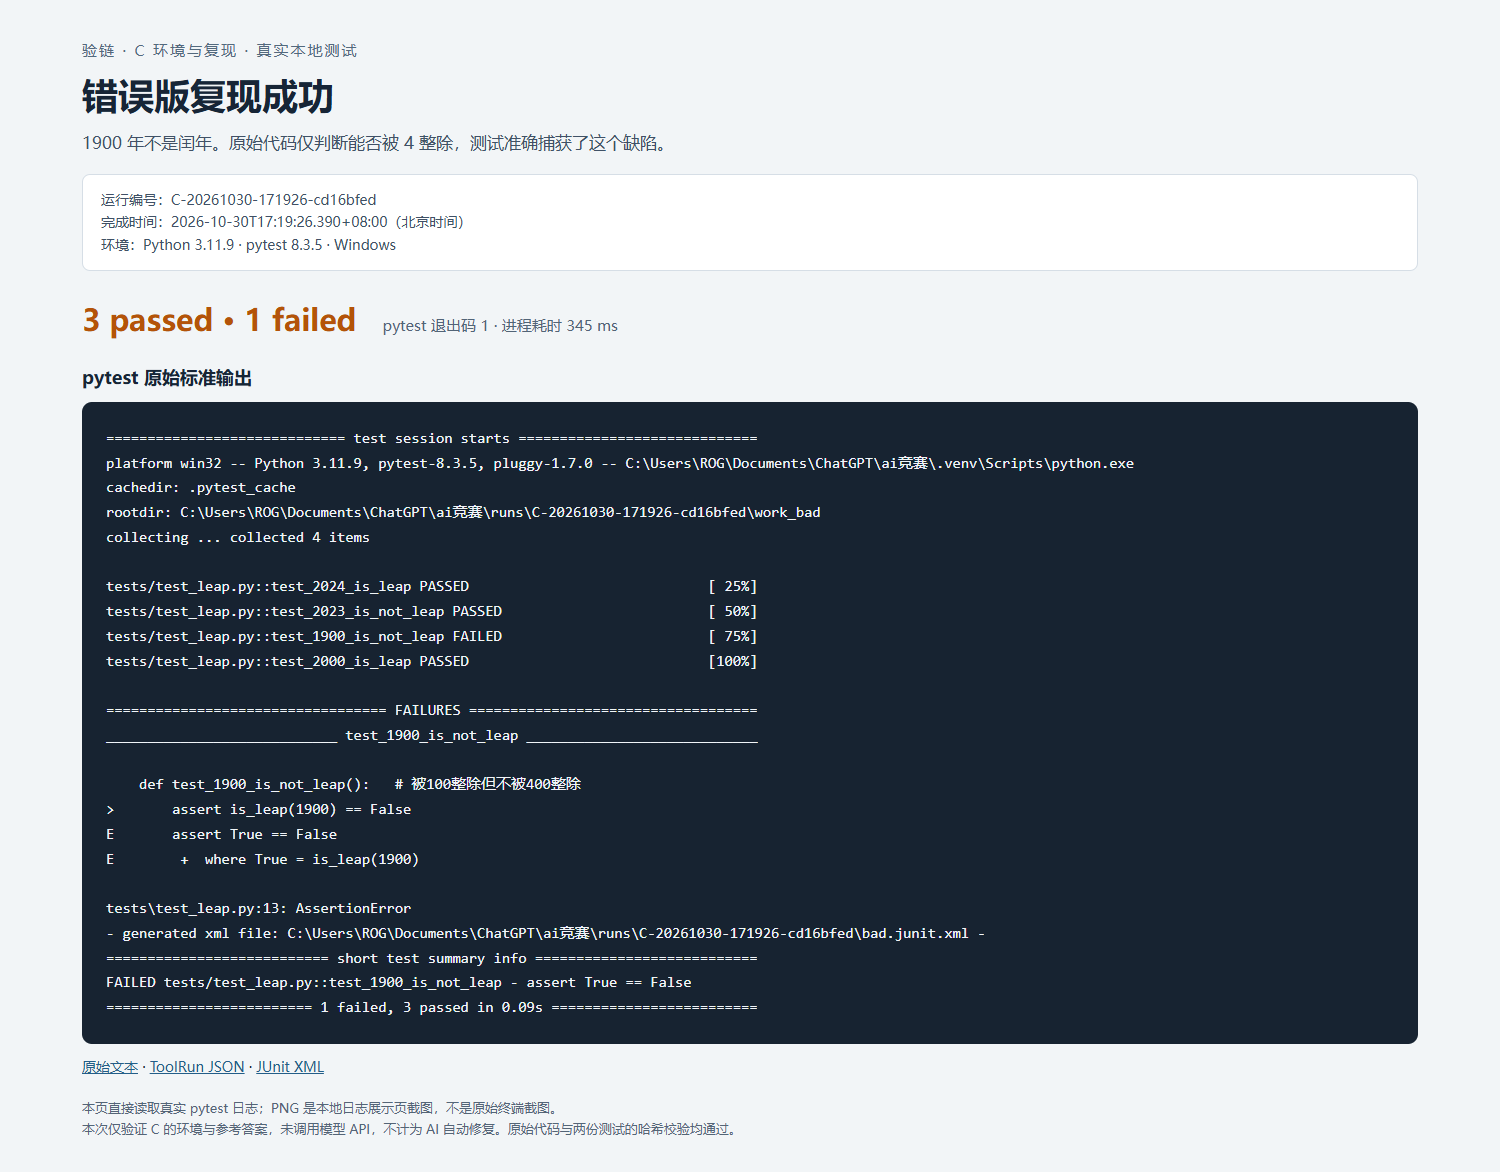 验链 · C 环境与复现 · 真实本地测试
错误版复现成功
1900 年不是闰年。原始代码仅判断能否被 4 整除，测试准确捕获了这个缺陷。
运行编号：C-20261030-171926-cd16bfed
完成时间：2026-10-30T17:19:26.390+08:00（北京时间）
环境：Python 3.11.9 · pytest 8.3.5 · Windows
3 passed • 1 failed pytest 退出码 1 · 进程耗时 345 ms
pytest 原始标准输出
============================= test session starts =============================
platform win32 -- Python 3.11.9, pytest-8.3.5, pluggy-1.7.0 -- C:\Users\ROG\Documents\ChatGPT\ai竞赛\.venv\Scripts\python.exe
cachedir: .pytest_cache
rootdir: C:\Users\ROG\Documents\ChatGPT\ai竞赛\runs\C-20261030-171926-cd16bfed\work_bad
collecting ... collected 4 items
tests/test_leap.py::test_2024_is_leap PASSED                             [ 25%]
tests/test_leap.py::test_2023_is_not_leap PASSED                         [ 50%]
tests/test_leap.py::test_1900_is_not_leap FAILED                         [ 75%]
tests/test_leap.py::test_2000_is_leap PASSED                             [100%]
================================== FAILURES ===================================
____________________________ test_1900_is_not_leap ____________________________
    def test_1900_is_not_leap():   # 被100整除但不被400整除
>       assert is_leap(1900) == False
E       assert True == False
E        +  where True = is_leap(1900)
tests\test_leap.py:13: AssertionError
- generated xml file: C:\Users\ROG\Documents\ChatGPT\ai竞赛\runs\C-20261030-171926-cd16bfed\bad.junit.xml -
=========================== short test summary info ===========================
FAILED tests/test_leap.py::test_1900_is_not_leap - assert True == False
========================= 1 failed, 3 passed in 0.09s =========================
原始文本 · ToolRun JSON · JUnit XML
本页直接读取真实 pytest 日志；PNG 是本地日志展示页截图，不是原始终端截图。
本次仅验证 C 的环境与参考答案，未调用模型 API，不计为 AI 自动修复。原始代码与两份测试的哈希校验均通过。